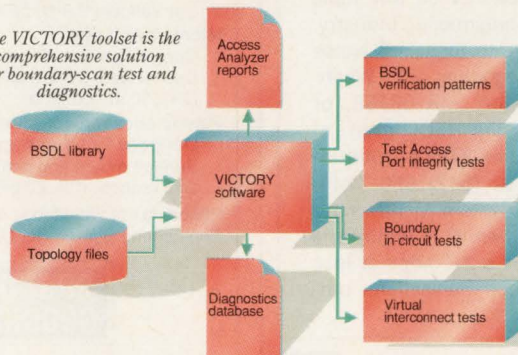 VICTORY toolset is the
comprehensive solution
boundary-scan test and
diagnostics.
Access
Analyzer
reports
BSDL library
Topology files
VICTORY
software
Diagnostics
database
BSDL
verification patterns
Test Access
Port integrity tests
Boundary
in-circuit tests
Virtual
interconnect tests